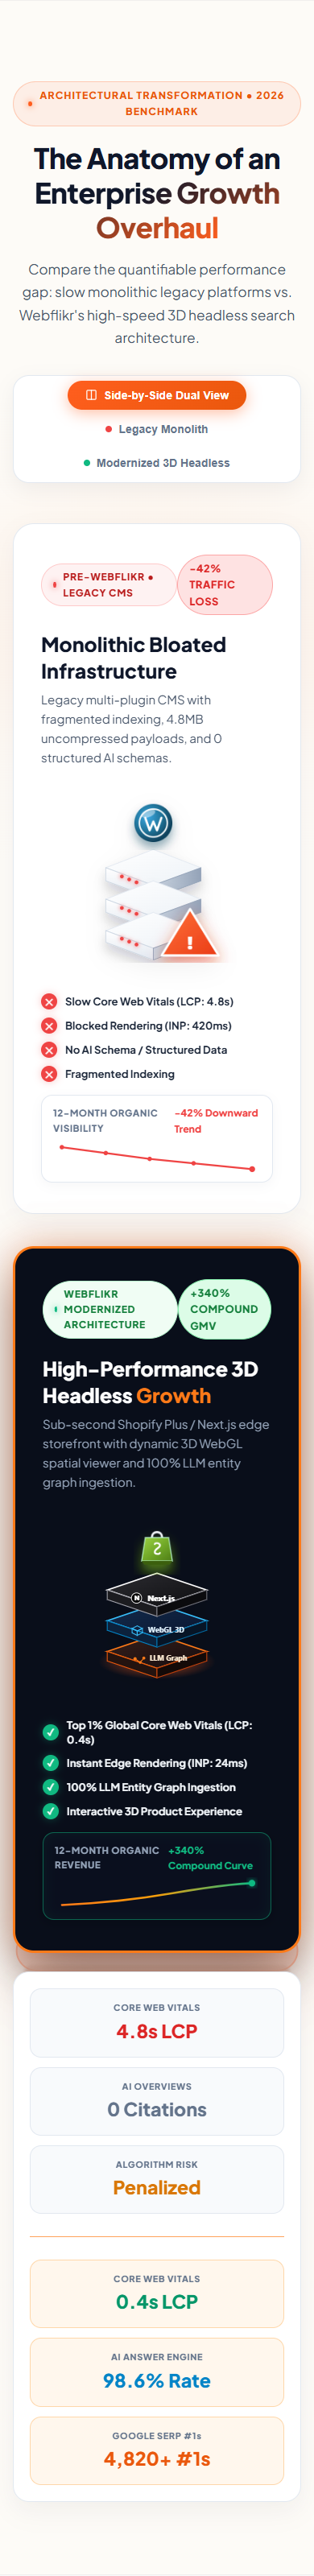 ARCHITECTURAL TRANSFORMATION • 2026
BENCHMARK
The Anatomy of an
Enterprise Growth
Overhaul
Compare the quantifiable performance
gap: slow monolithic legacy platforms vs.
Webflikr's high-speed 3D headless search
architecture.
Side-by-Side Dual View
Legacy Monolith
Modernized 3D Headless
PRE-WEBFLIKR •
LEGACY CMS
-42%
TRAFFIC
LOSS
Monolithic Bloated
Infrastructure
Legacy multi-plugin CMS with
fragmented indexing, 4.8MB
uncompressed payloads, and 0
structured AI schemas.
W
!
Slow Core Web Vitals (LCP: 4.8s)
Blocked Rendering (INP: 420ms)
No AI Schema / Structured Data
Fragmented Indexing
12-MONTH ORGANIC
VISIBILITY
-42% Downward
Trend
WEBFLIKR
MODERNIZED
ARCHITECTURE
+340%
COMPOUND
GMV
High-Performance 3D
Headless Growth
Sub-second Shopify Plus / Next.js edge
storefront with dynamic 3D WebGL
spatial viewer and 100% LLM entity
graph ingestion.
N Next.js
WebGL 3D
LLM Graph
Top 1% Global Core Web Vitals (LCP:
0.4s)
Instant Edge Rendering (INP: 24ms)
100% LLM Entity Graph Ingestion
Interactive 3D Product Experience
12-MONTH ORGANIC
REVENUE
+340%
Compound Curve
CORE WEB VITALS
4.8s LCP
AI OVERVIEWS
0 Citations
ALGORITHM RISK
Penalized
CORE WEB VITALS
0.4s LCP
AI ANSWER ENGINE
98.6% Rate
GOOGLE SERP #1s
4,820+ #1s